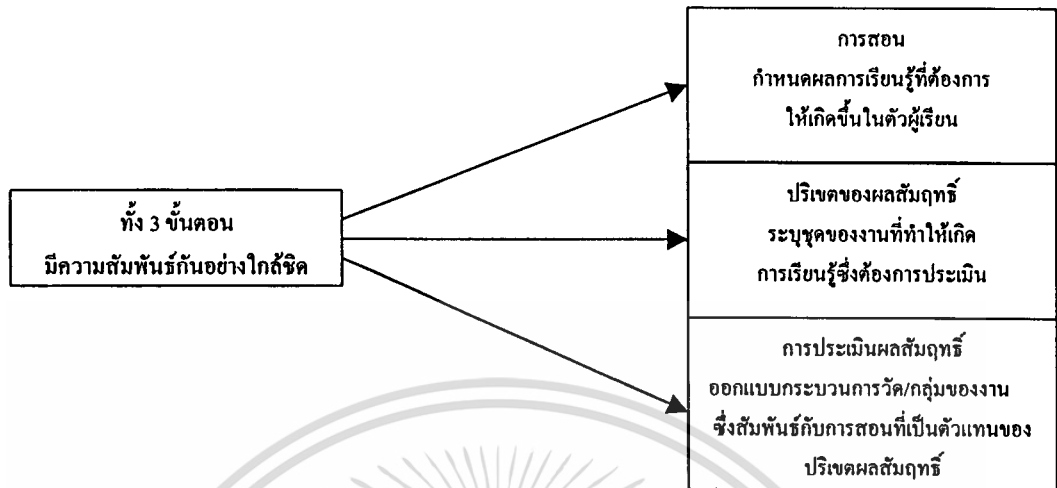 ทั้ง 3 ขั้นตอน
มีความสัมพันธ์กันอย่างใกล้ชิด
การสอน
กำหนดผลการเรียนรู้ที่ต้องการ
ให้เกิดขึ้นในตัวผู้เรียน
ปริเขตของผลสัมฤทธิ์
ระบุชุดของงานที่ทำให้เกิด
การเรียนรู้ซึ่งต้องการประเมิน
การประเมินผลสัมฤทธิ์
ออกแบบกระบวนการวัด/กลุ่มของงาน
ซึ่งสัมพันธ์กับการสอนที่เป็นตัวแทนของ
ปริเขตผลสัมฤทธิ์